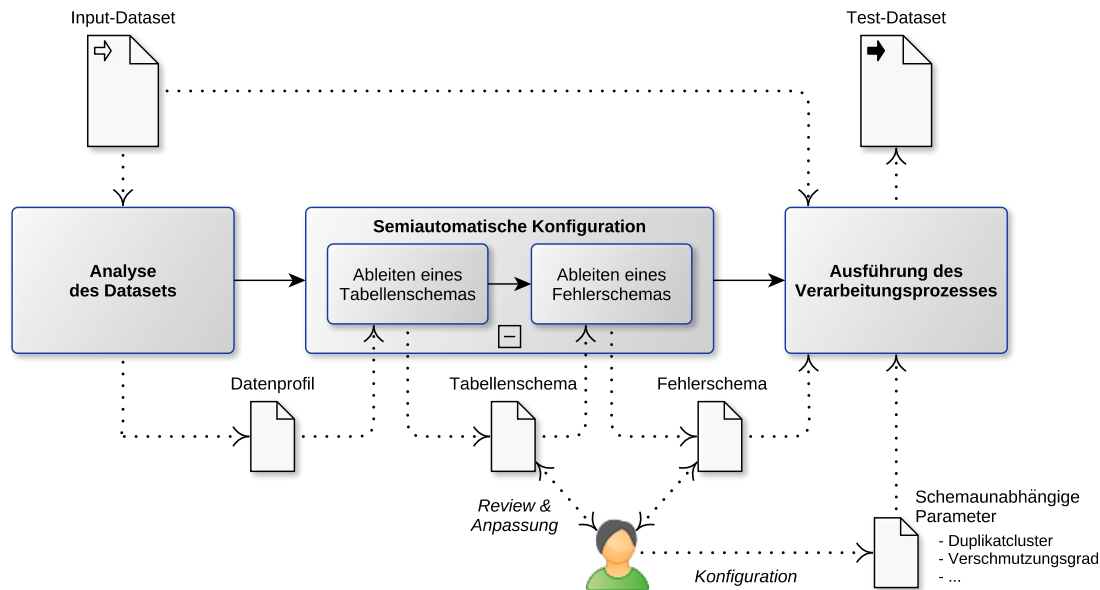 Input-Dataset
Test-Dataset
Semiautomatische Konfiguration
Analyse
des Datasets
Ableiten eines
Tabellenschemas
Ableiten eines
Fehlerschemas
Ausführung des
Verarbeitungsprozesses
Datenprofil
Tabellenschema
Fehlerschema
Review &
Anpassung
Schemaunabhängige
Parameter
- Duplikatcluster
- Verschmutzungsgrad
- ...
Konfiguration